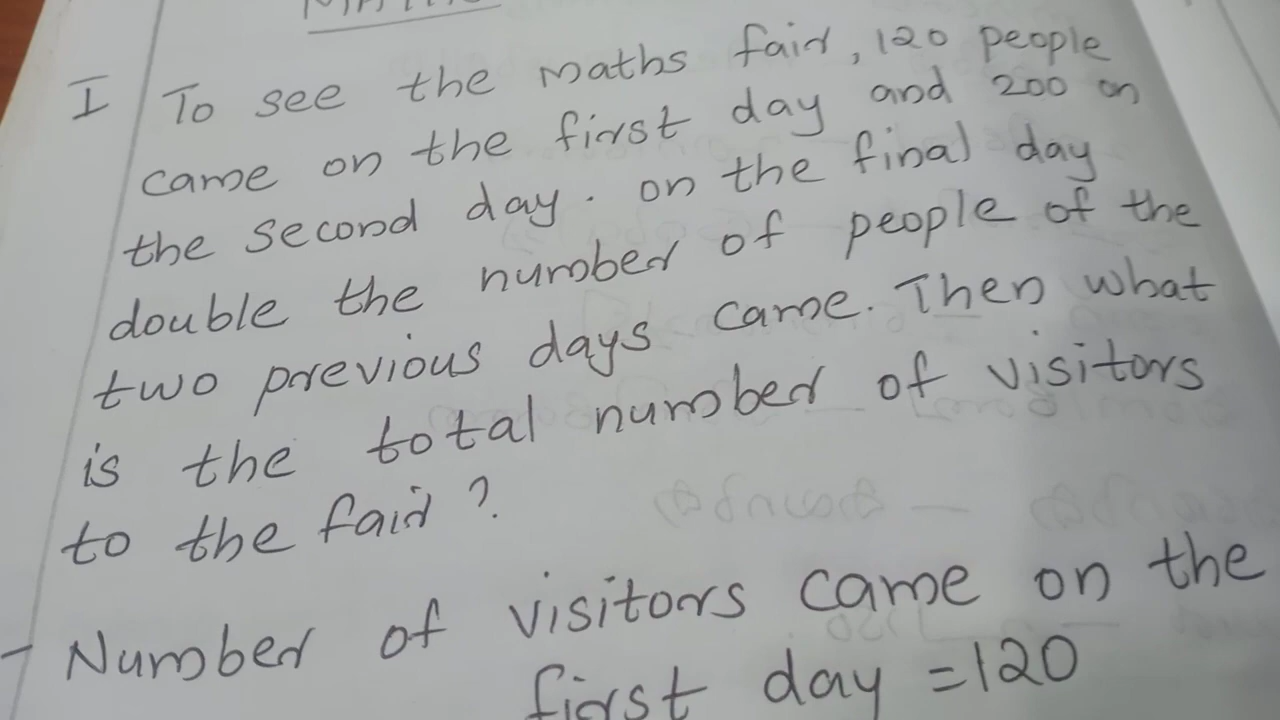 I To see the maths fair, 120 people
came on the first day and 200 on
the second day. on the final day
double the number of people of the
two previous days came. Then what
is the total number of visitors
to the fair?
- Number of visitors came on the
first day = 120